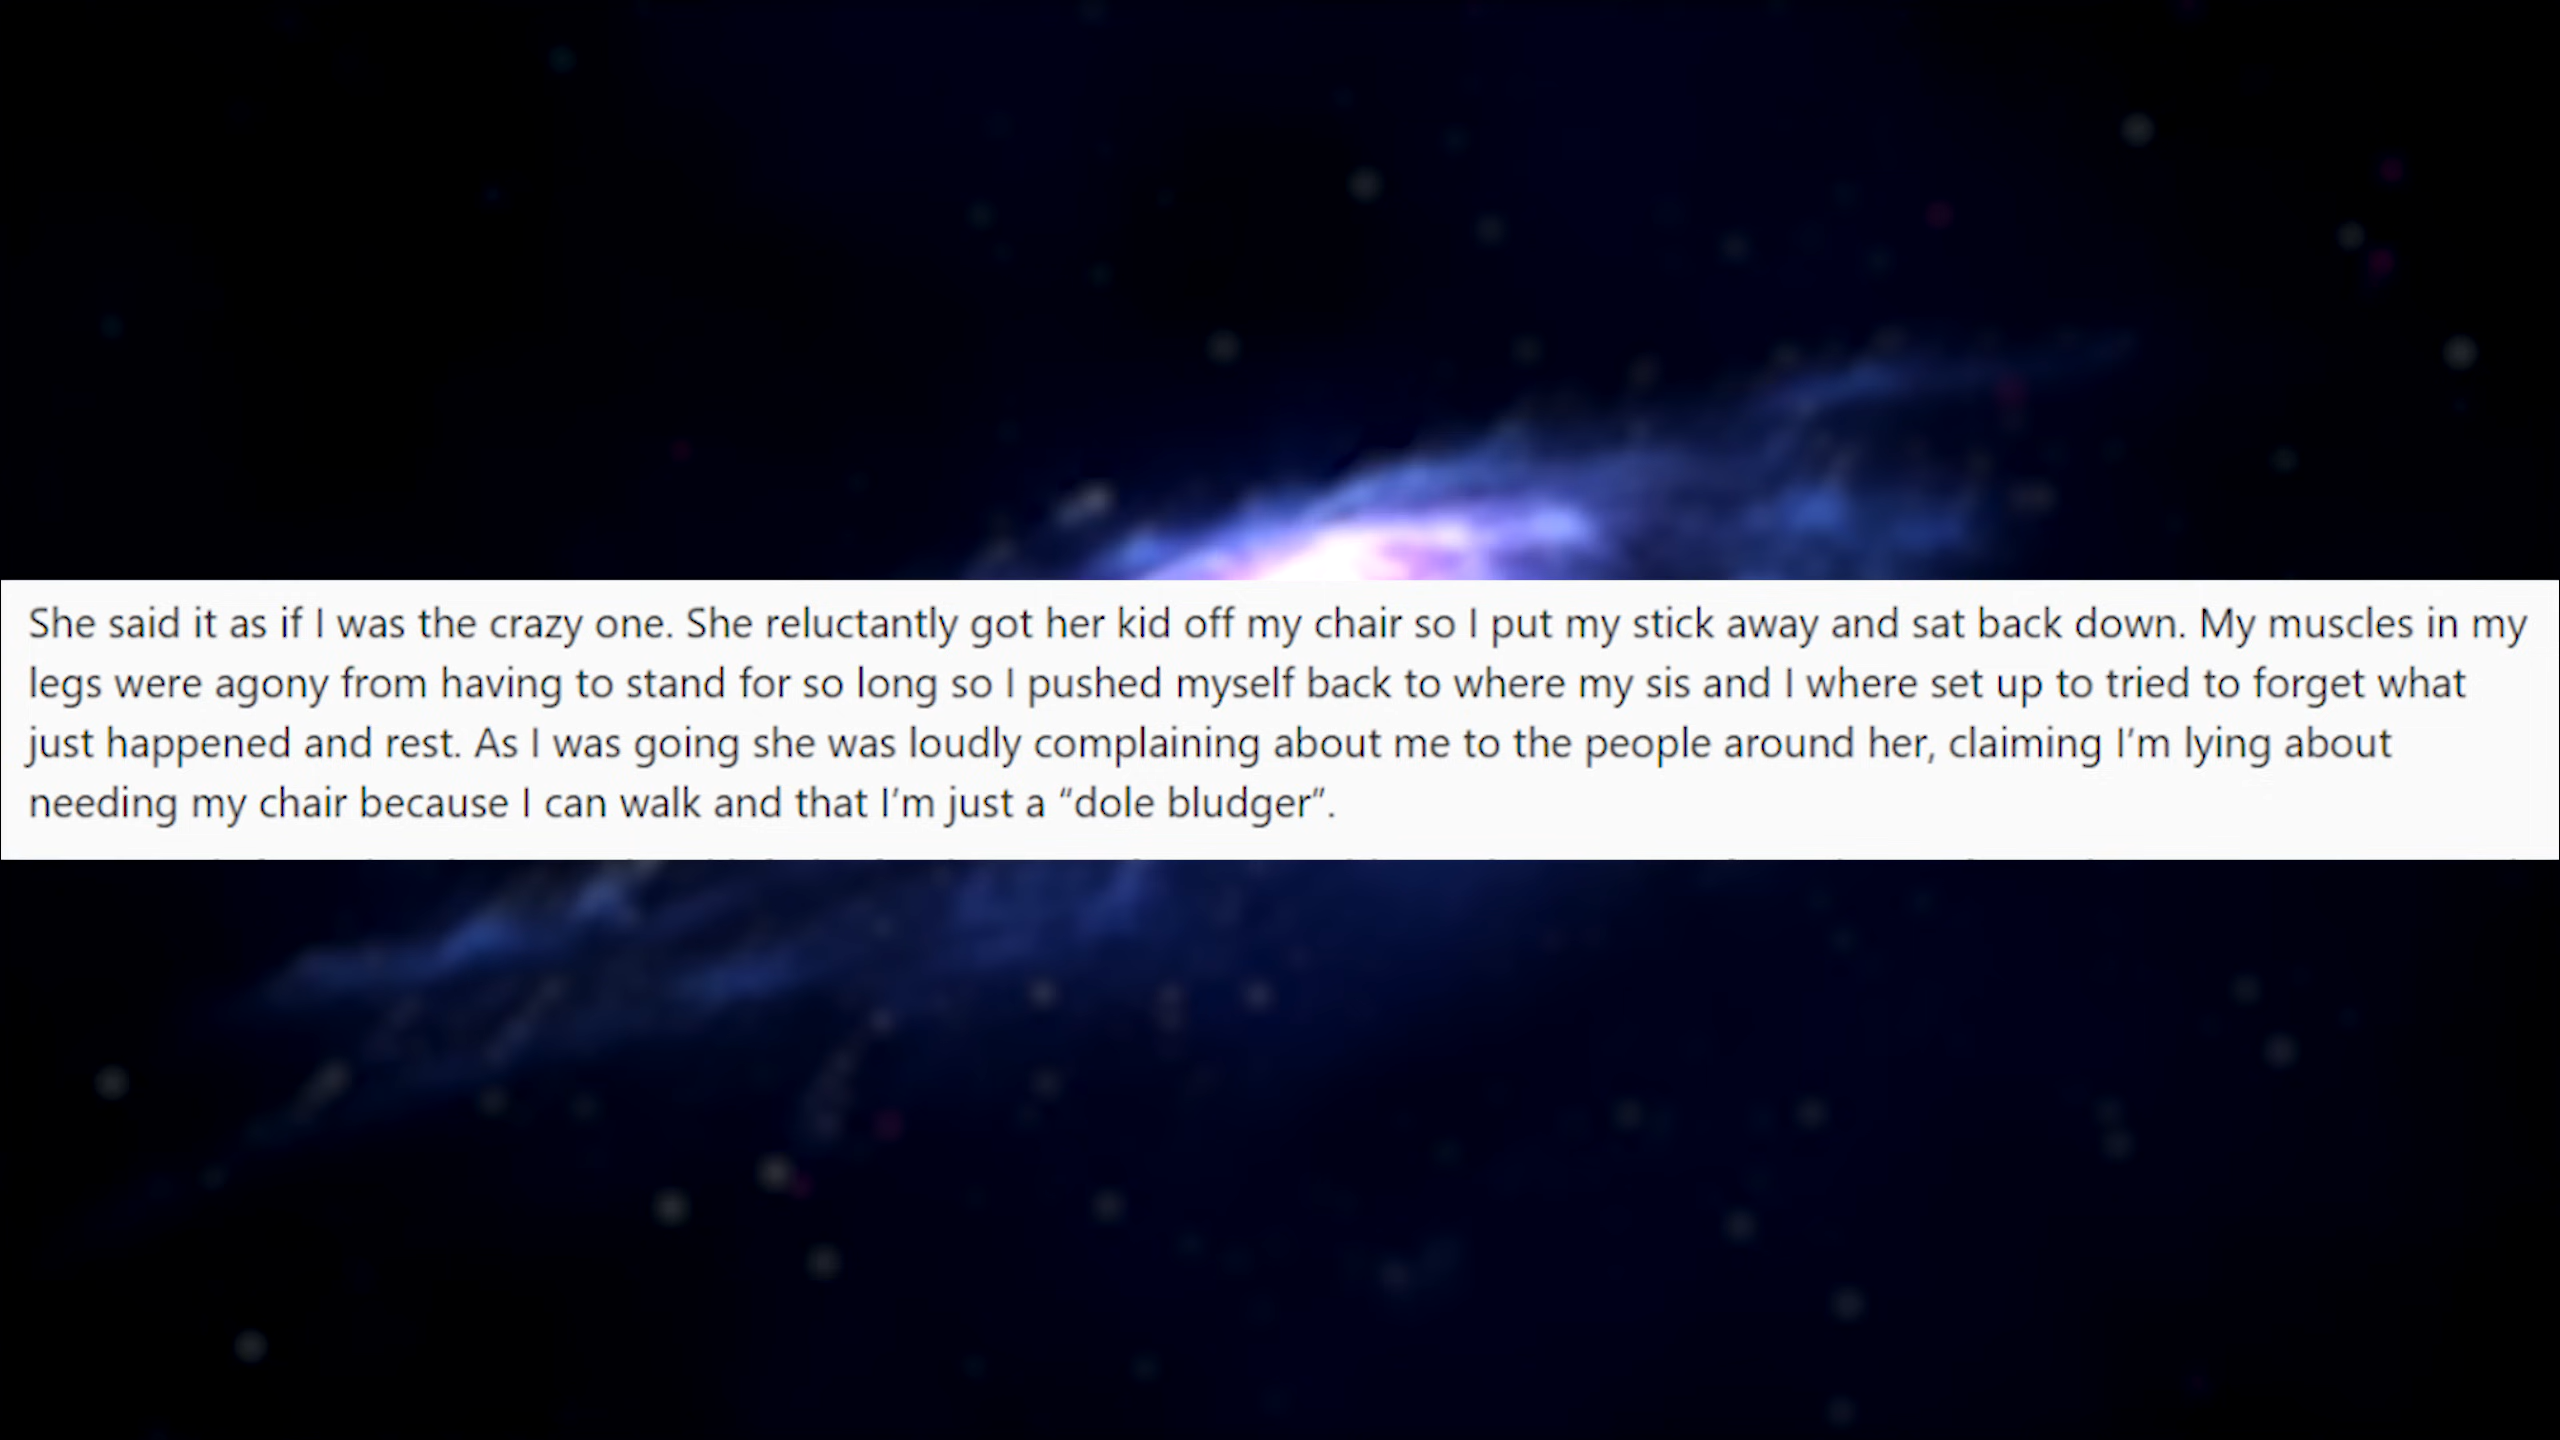 She said it as if I was the crazy one. She reluctantly got her kid off my chair so I put my stick away and sat back down. My muscles in my
legs were agony from having to stand for so long so I pushed myself back to where my sis and I where set up to tried to forget what
just happened and rest. As I was going she was loudly complaining about me to the people around her, claiming I’m lying about
needing my chair because I can walk and that I’m just a “dole bludger”.